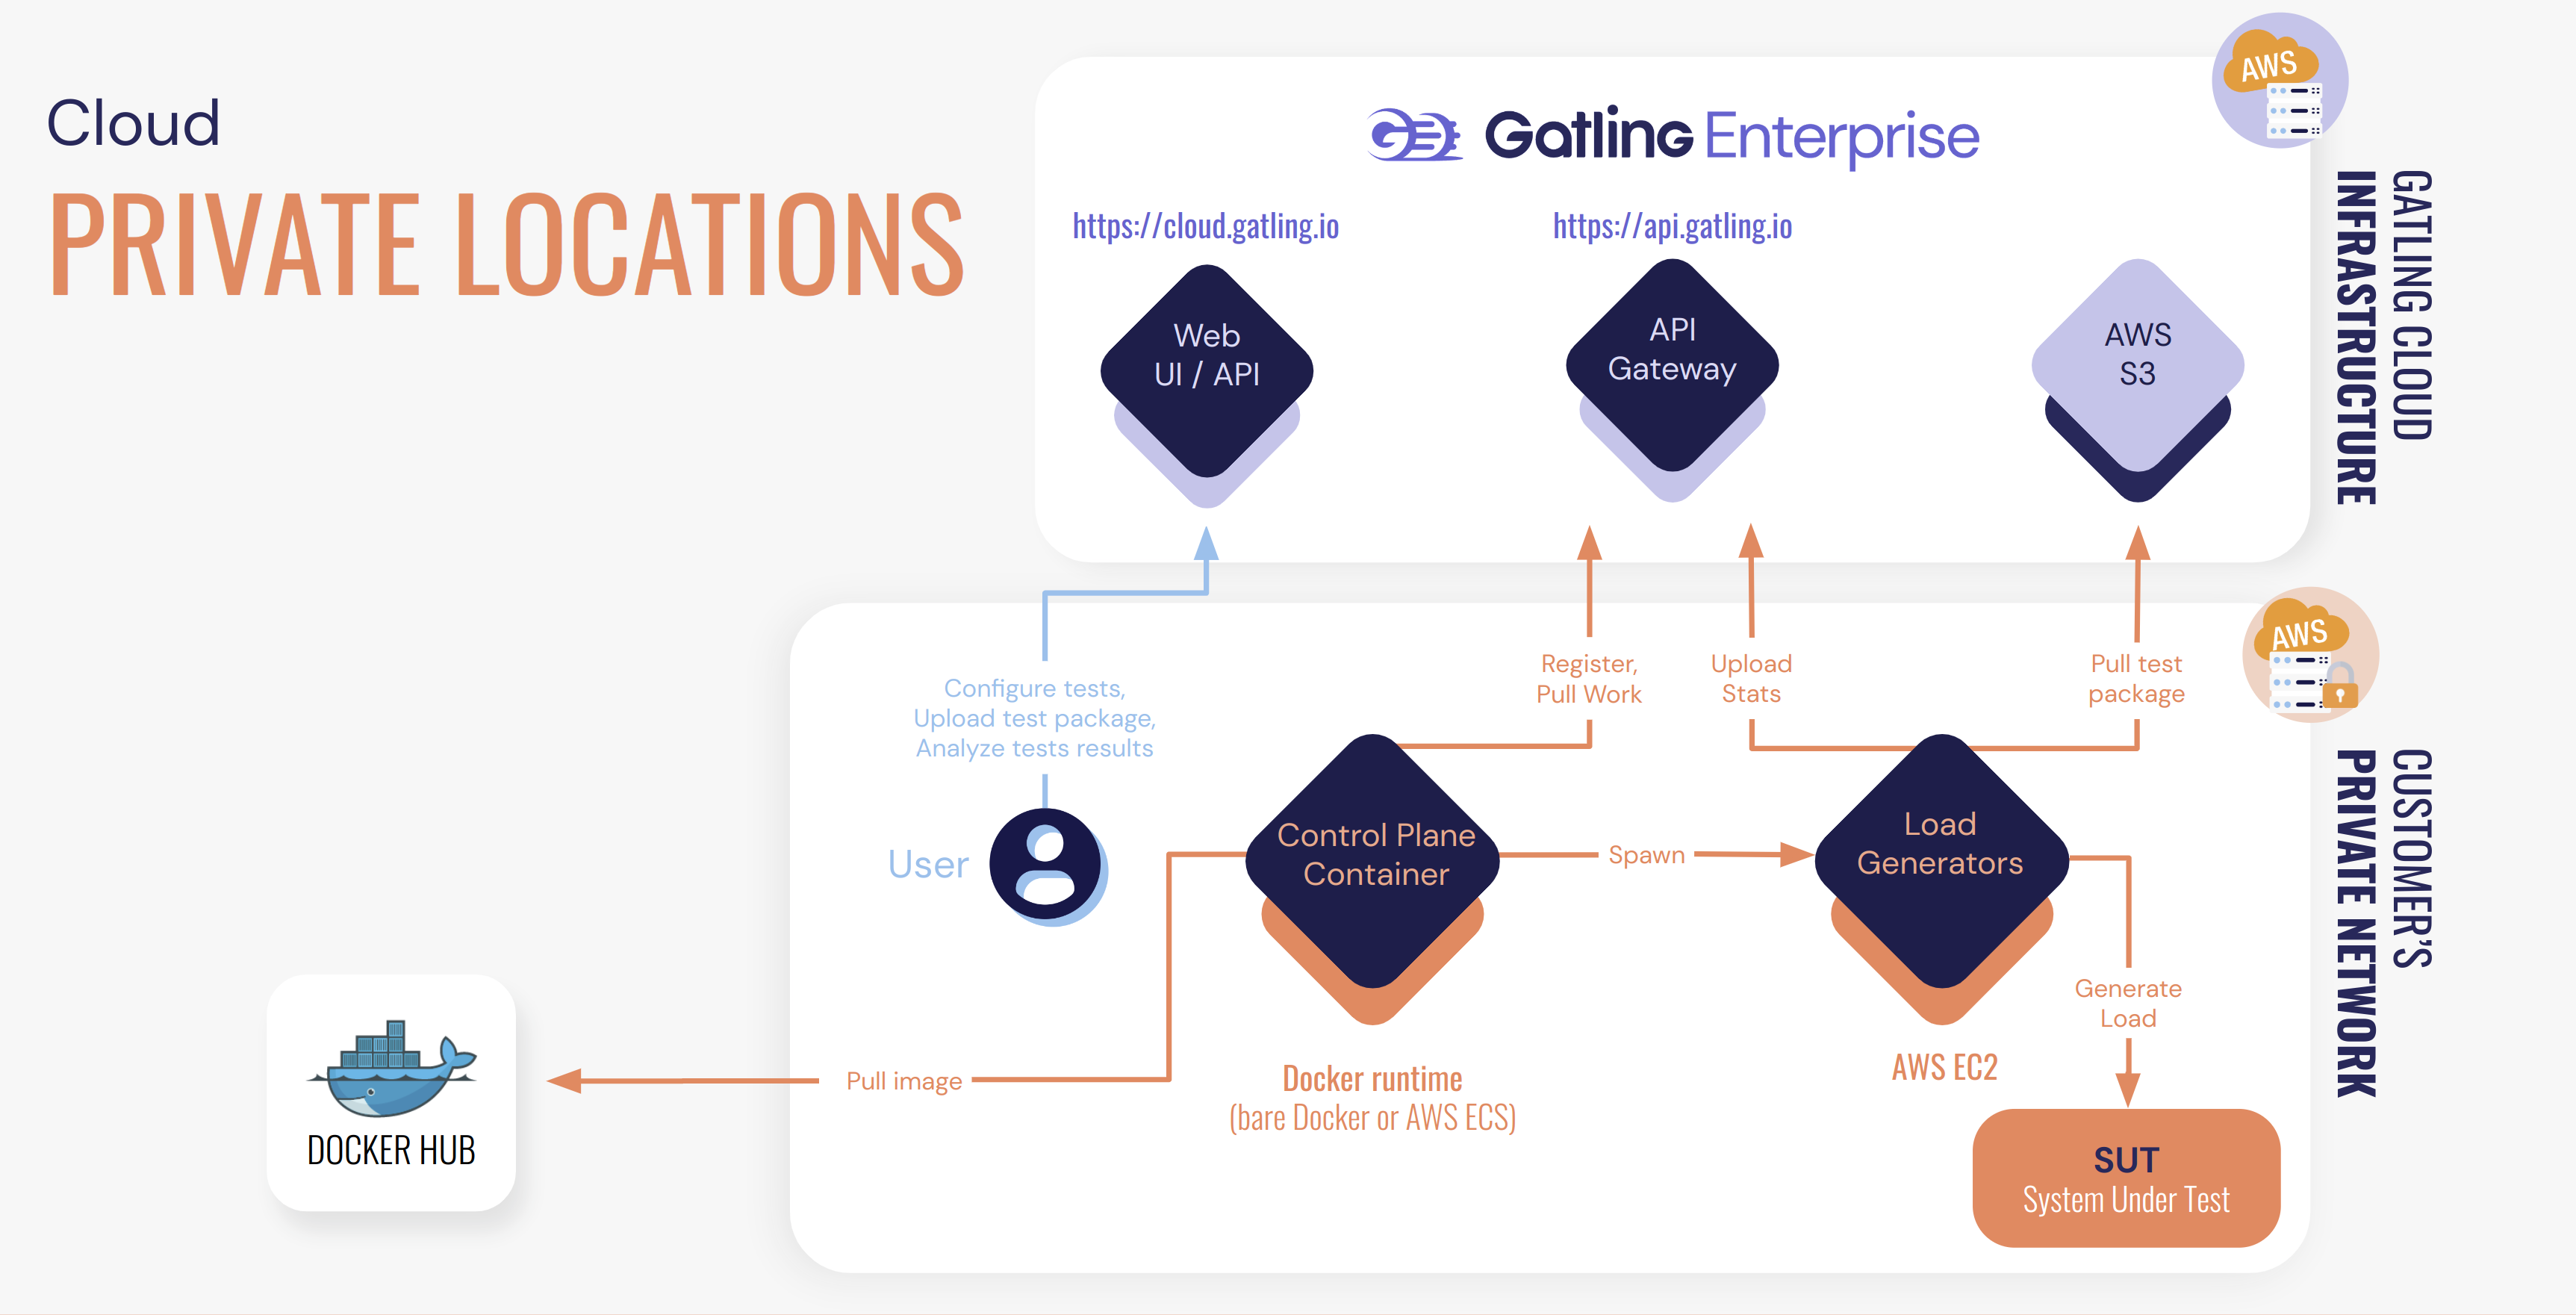 Cloud
PRIVATE LOCATIONS
Gatling Enterprise
AWS
https://cloud.gatling.io
https://api.gatling.io
Web
UI / API
API
Gateway
AWS
S3
GATLING CLOUD
INFRASTRUCTURE
AWS
Configure tests,
Upload test package,
Analyze tests results
Register,
Pull Work
Upload
Stats
Pull test
package
User
Control Plane
Container
Spawn
Load
Generators
CUSTOMER'S
PRIVATE NETWORK
Generate
Load
Pull image
Docker runtime
(bare Docker or AWS ECS)
AWS EC2
DOCKER HUB
SUT
System Under Test